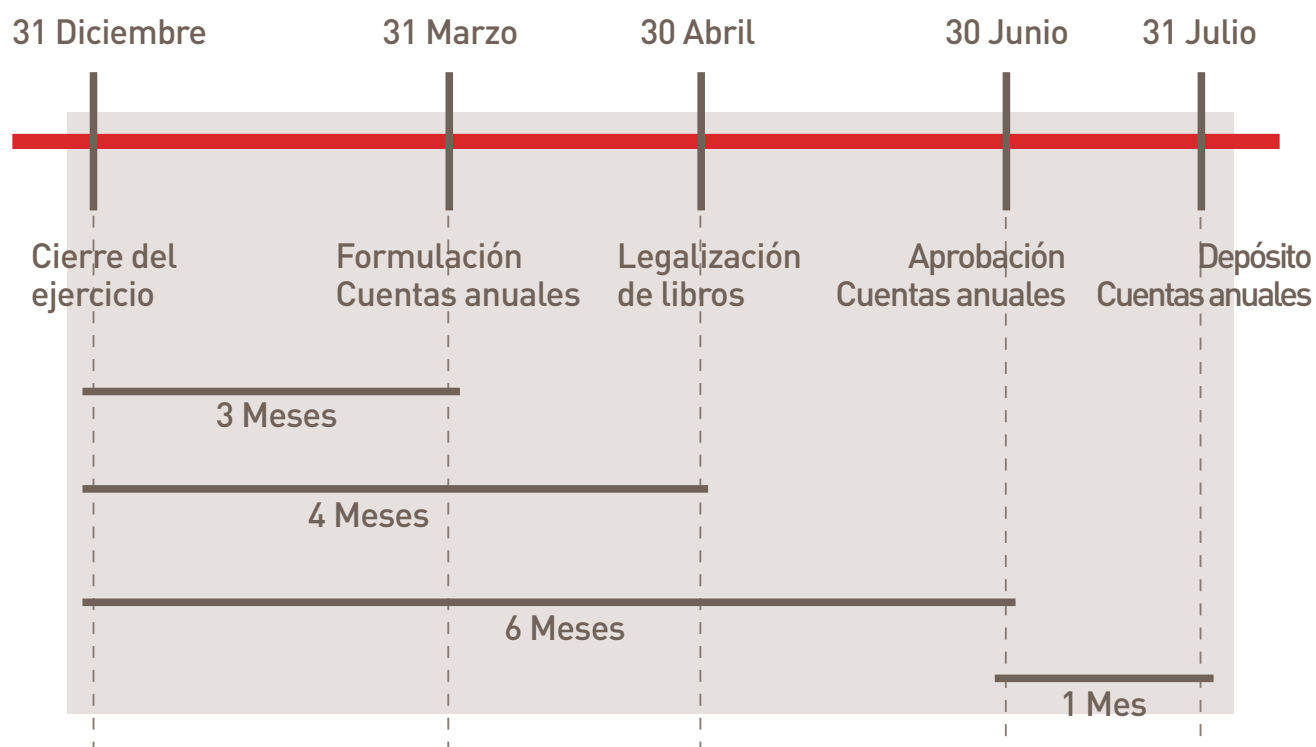 31 Diciembre
31 Marzo
30 Abril
30 Junio
31 Julio
Cierre del
ejercicio
Formulación
Cuentas anuales
Legalización
de libros
Aprobación
Cuentas anuales
Depósito
Cuentas anuales
3 Meses
4 Meses
6 Meses
1 Mes